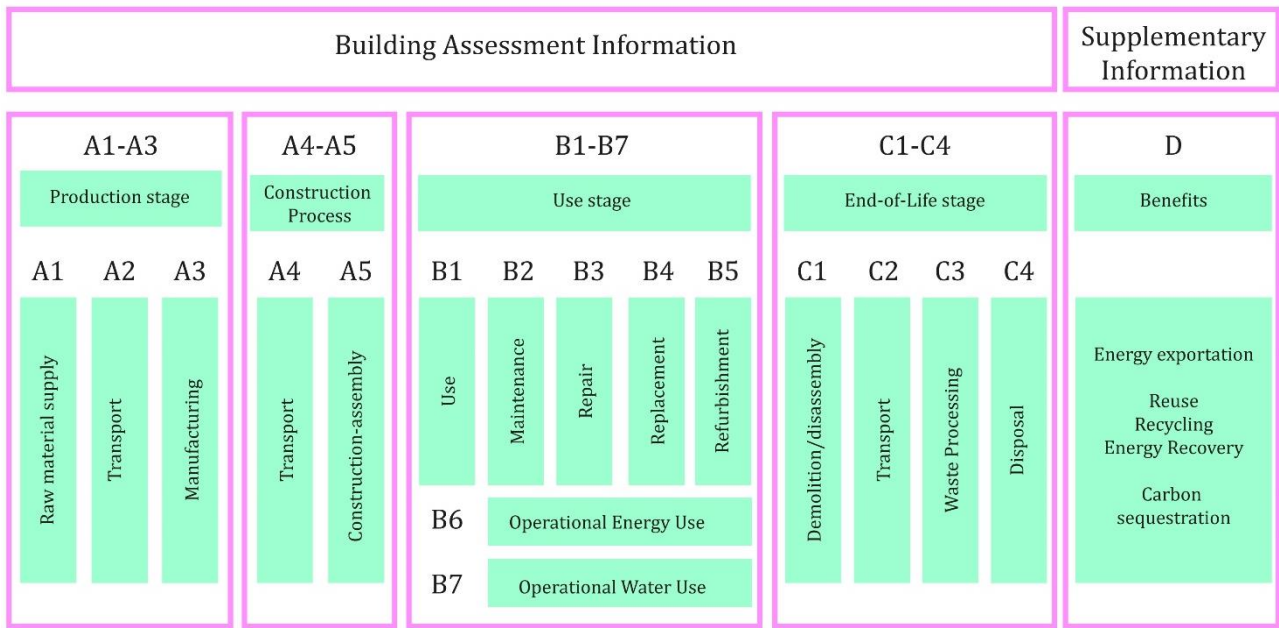 Building Assessment Information
Supplementary
Information
A1-A3
Production stage
A1
A2
A3
Raw material supply
Transport
Manufacturing
A4-A5
Construction
Process
A4
A5
Transport
Construction-assembly
B1-B7
Use stage
B1
B2
B3
B4
B5
Use
Maintenance
Repair
Replacement
Refurbishment
B6
Operational Energy Use
B7
Operational Water Use
C1-C4
End-of-Life stage
C1
C2
C3
C4
Demolition/disassembly
Transport
Waste Processing
Disposal
D
Benefits
Energy exportation
Reuse
Recycling
Energy Recovery
Carbon
sequestration